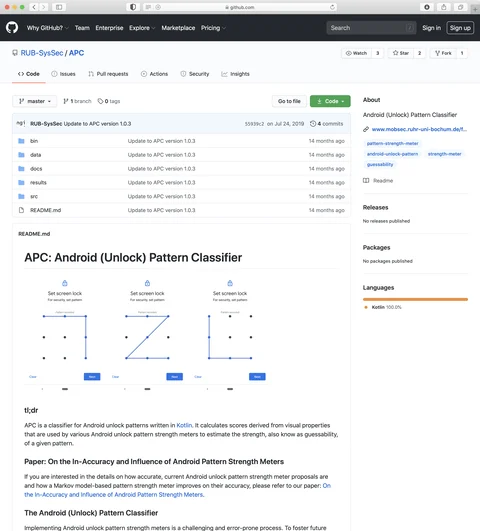 github.com
Why GitHub? Team Enterprise Explore Marketplace Pricing Search Sign in Sign up
RUB-SysSec / APC Watch 3 Star 2 Fork 1
Code Issues Pull requests Actions Security Insights
master 1 branch 0 tags Go to file Code
RUB-SysSec Update to APC version 1.0.3 on Jul 24, 2019 4 commits
bin Update to APC version 1.0.3 14 months ago
data Update to APC version 1.0.3 14 months ago
docs Update to APC version 1.0.3 14 months ago
results Update to APC version 1.0.3 14 months ago
src Update to APC version 1.0.3 14 months ago
README.md Update to APC version 1.0.3 14 months ago
About
Android (Unlock) Pattern Classifier
www.mobsec.ruhr-uni-bochum.de/f...
pattern-strength-meter
android-unlock-pattern strength-meter
guessability
Readme
Releases
No releases published
Packages
No packages published
Languages
Kotlin 100.0%
README.md
APC: Android (Unlock) Pattern Classifier
Set screen lock Set screen lock Set screen lock
For security, set pattern For security, set pattern For security, set pattern
Pattern recorded Pattern recorded Pattern recorded
Clear Next Clear Next Clear Next
tl;dr
APC is a classifier for Android unlock patterns written in Kotlin. It calculates scores derived from visual properties
that are used by various Android unlock pattern strength meters to estimate the strength, also know as guessability,
of a given pattern.
Paper: On the In-Accuracy and Influence of Android Pattern Strength Meters
If you are interested in the details on how accurate, current Android unlock pattern strength meter proposals are
and how a Markov model-based pattern strength meter improves on their accuracy, please refer to our paper: On
the In-Accuracy and Influence of Android Pattern Strength Meters.
The Android (Unlock) Pattern Classifier
Implementing Android unlock pattern strength meters is a challenging and error-prone process. To foster future